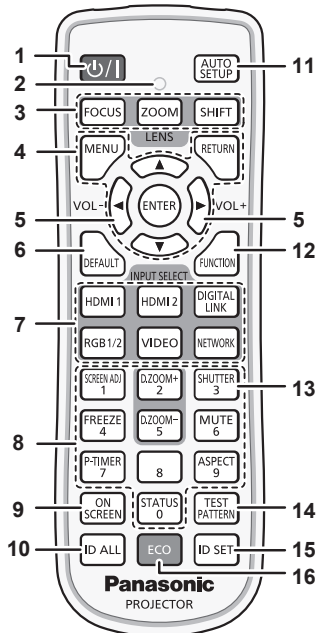 1
⏻/|
AUTO
SETUP
11
2
3
FOCUS
ZOOM
SHIFT
LENS
4
MENU
RETURN
▲
VOL-
◀
ENTER
▶
VOL+
5
5
▼
6
DEFAULT
FUNCTION
12
INPUT SELECT
7
HDMI 1
HDMI 2
DIGITAL
LINK
RGB1/2
VIDEO
NETWORK
SCREEN ADJ
1
D.ZOOM+
2
SHUTTER
3
13
8
FREEZE
4
D.ZOOM-
5
MUTE
6
P-TIMER
7
8
ASPECT
9
9
ON
SCREEN
STATUS
0
TEST
PATTERN
14
10
ID ALL
ECO
ID SET
15
16
Panasonic
PROJECTOR